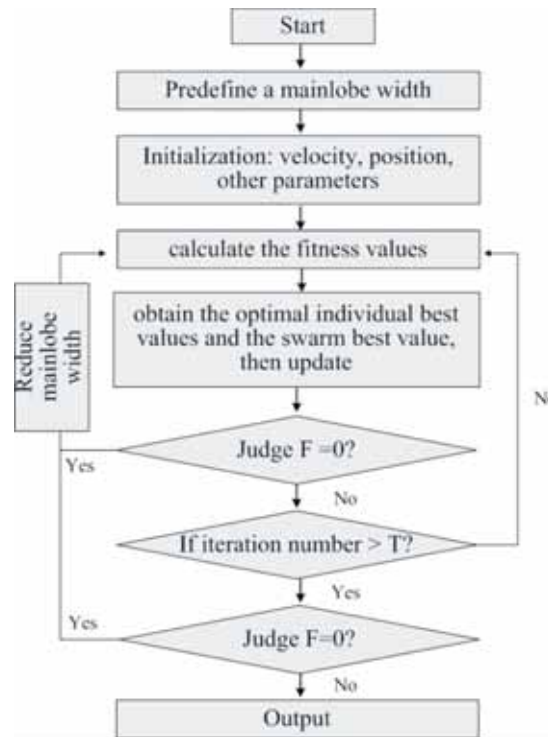 Start
Predefine a mainlobe width
Initialization: velocity, position,
other parameters
calculate the fitness values
Reduce
mainlobe
width
obtain the optimal individual best
values and the swarm best value,
then update
Judge F =0?
Yes
No
If iteration number > T?
Yes
Judge F=0?
Yes
No
Output